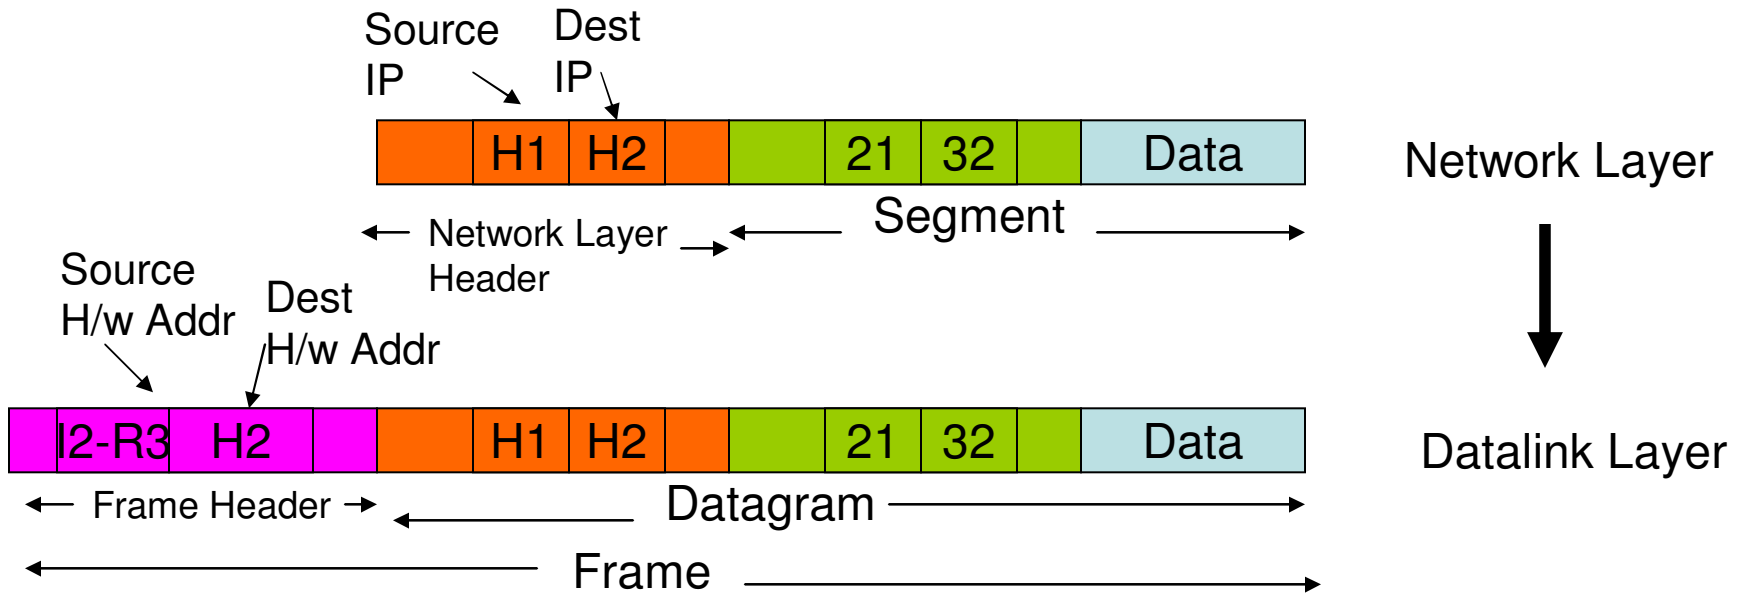 Source
IP
Dest
IP
H1 H2 21 32 Data
Network Layer
Network Layer
Header
Segment
Source
H/w Addr
Dest
H/w Addr
I2-R3 H2 H1 H2 21 32 Data
Datalink Layer
Frame Header
Datagram
Frame